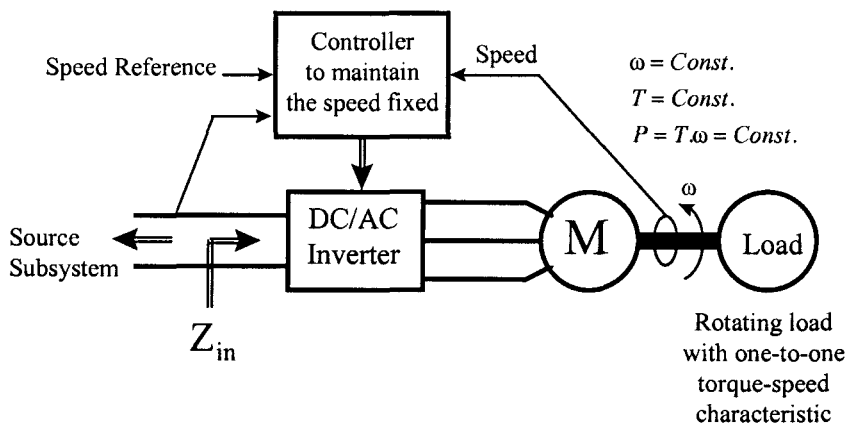 Controller
to maintain
the speed fixed
Speed Reference
Speed
ω = Const.
T = Const.
P = T.ω = Const.
Source
Subsystem
Zin
DC/AC
Inverter
M
ω
Load
Rotating load
with one-to-one
torque-speed
characteristic